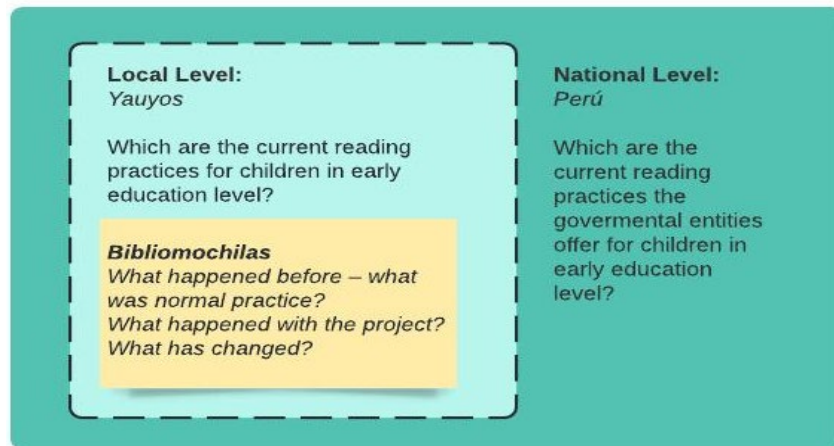 Local Level:
Yauyos
Which are the current reading
practices for children in early
education level?
Bibliomochilas
What happened before – what
was normal practice?
What happened with the project?
What has changed?
National Level:
Perú
Which are the
current reading
practices the
govermental entities
offer for children in
early education
level?